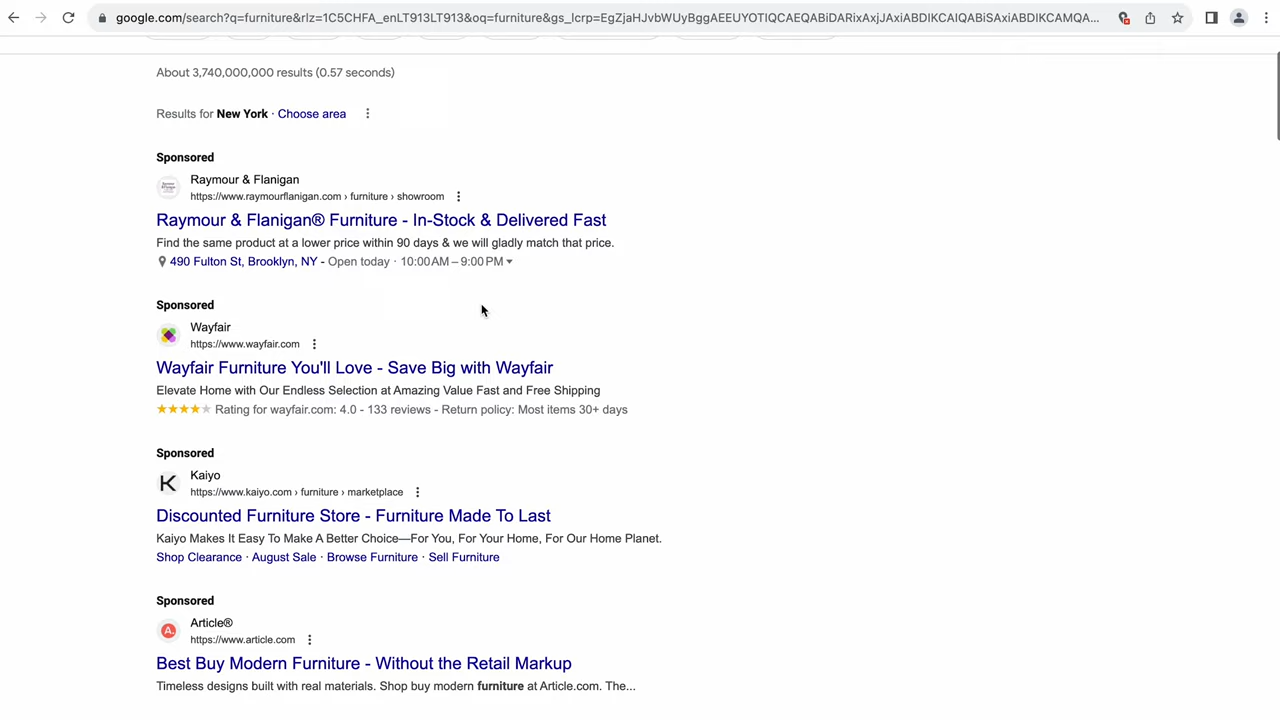 google.com/search?q=furniture&rlz=1C5CHFA_enLT913LT913&oq=furniture&gs_lcrp=EgZjaHJvbWUyBggAEEUYOTIQCAEQABiDARixAxjJAxiABDIKCAIQABiSAxiABDIKCAMQA...
About 3,740,000,000 results (0.57 seconds)
Results for New York · Choose area
Sponsored
Raymour & Flanigan
https://www.raymourflanigan.com › furniture › showroom
Raymour & Flanigan® Furniture - In-Stock & Delivered Fast
Find the same product at a lower price within 90 days & we will gladly match that price.
490 Fulton St, Brooklyn, NY - Open today · 10:00AM – 9:00PM
Sponsored
Wayfair
https://www.wayfair.com
Wayfair Furniture You'll Love - Save Big with Wayfair
Elevate Home with Our Endless Selection at Amazing Value Fast and Free Shipping
Rating for wayfair.com: 4.0 - 133 reviews - Return policy: Most items 30+ days
Sponsored
K
Kaiyo
https://www.kaiyo.com › furniture › marketplace
Discounted Furniture Store - Furniture Made To Last
Kaiyo Makes It Easy To Make A Better Choice—For You, For Your Home, For Our Home Planet.
Shop Clearance · August Sale · Browse Furniture · Sell Furniture
Sponsored
A.
Article®
https://www.article.com
Best Buy Modern Furniture - Without the Retail Markup
Timeless designs built with real materials. Shop buy modern furniture at Article.com. The...